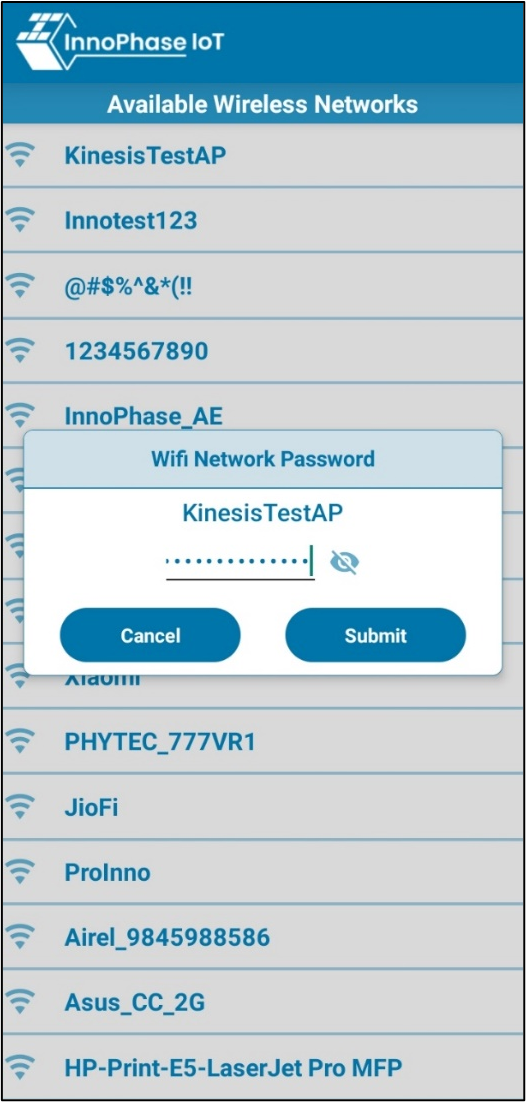 InnoPhase IoT
Available Wireless Networks
KinesisTestAP
Innotest123
@#$%^&*(!!
1234567890
InnoPhase_AE
Wifi Network Password
KinesisTestAP
Cancel
Submit
Xiaomi
PHYTEC_777VR1
JioFi
ProInno
Airel_9845988586
Asus_CC_2G
HP-Print-E5-LaserJet Pro MFP